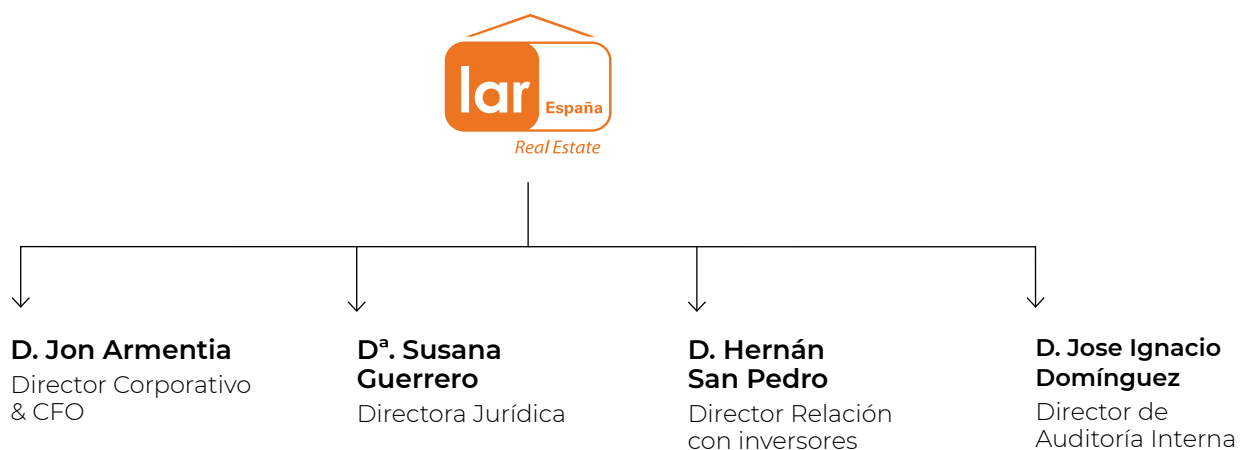 lar
España
Real Estate
D. Jon Armentia
Director Corporativo
& CFO
Dª. Susana
Guerrero
Directora Jurídica
D. Hernán
San Pedro
Director Relación
con inversores
D. Jose Ignacio
Domínguez
Director de
Auditoría Interna